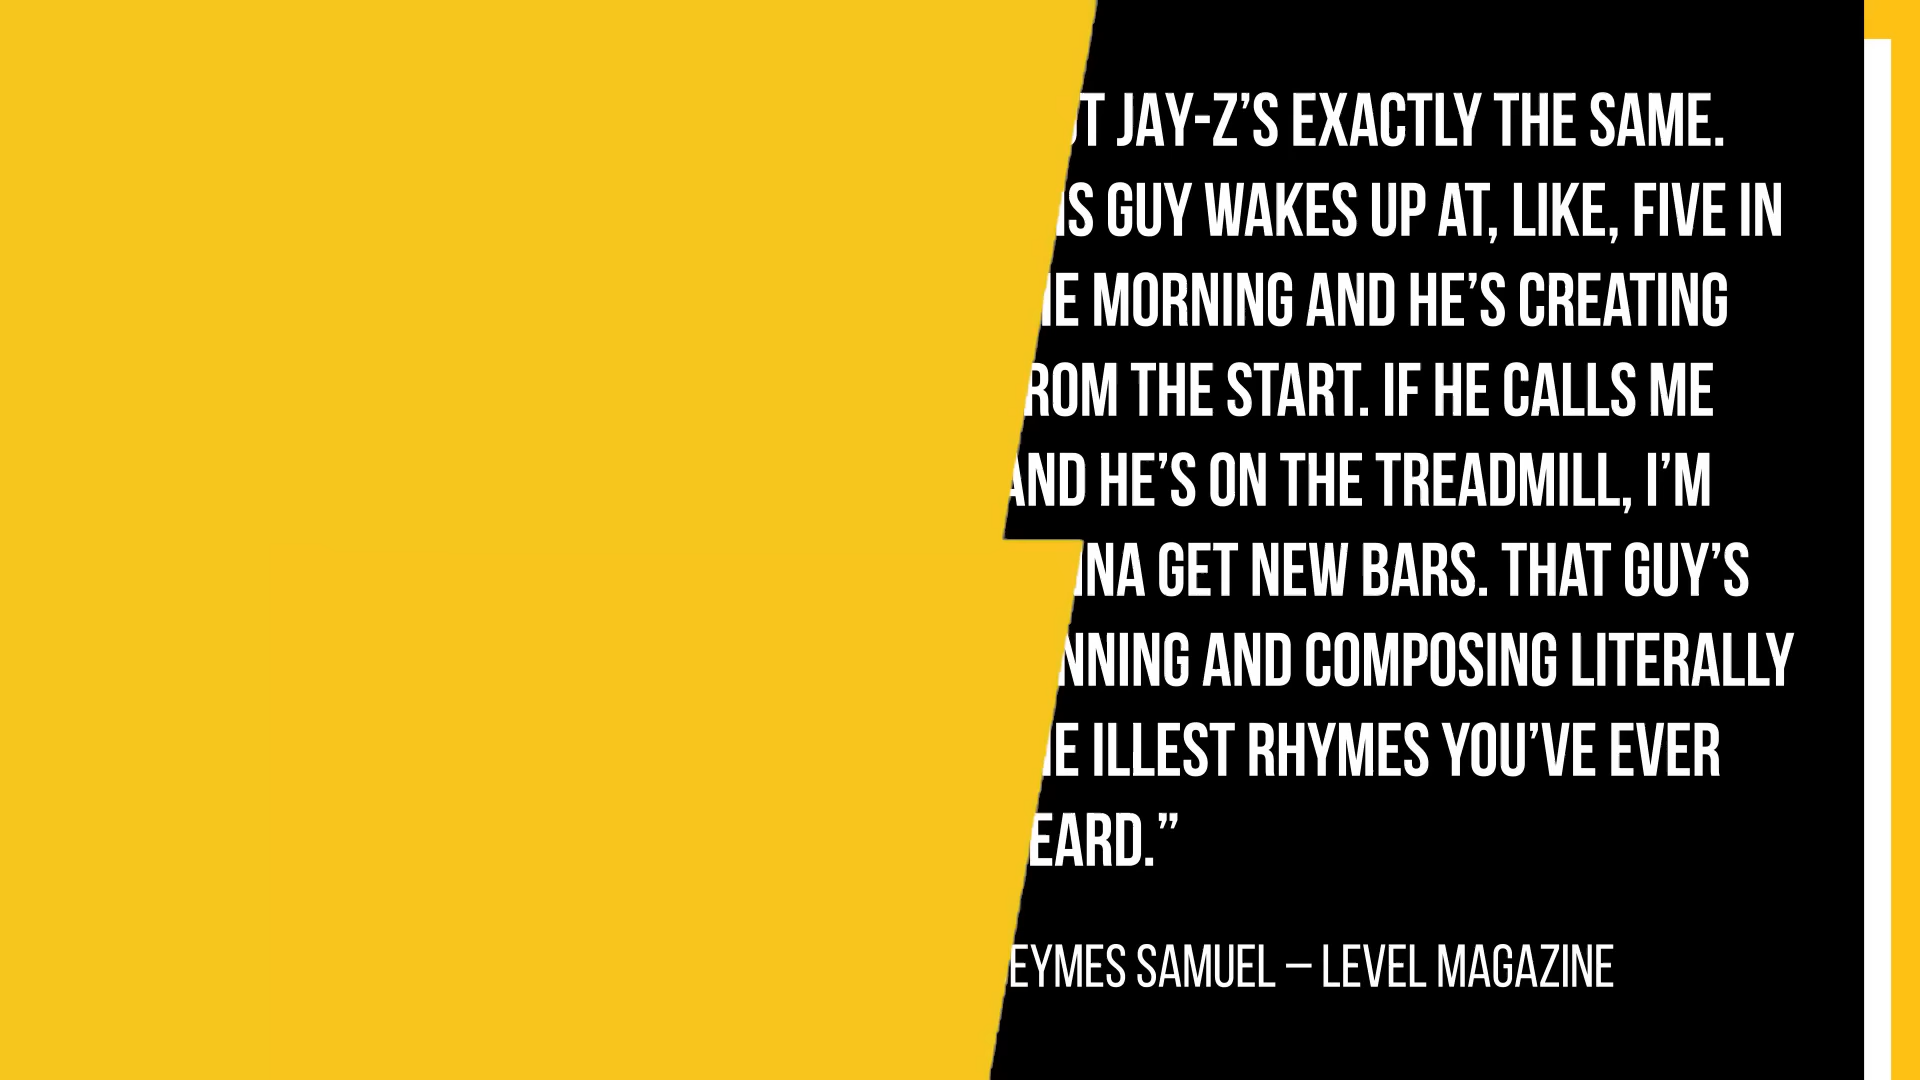 JAY-Z’S EXACTLY THE SAME.
GUY WAKES UP AT, LIKE, FIVE IN
MORNING AND HE’S CREATING
ROM THE START. IF HE CALLS ME
AND HE’S ON THE TREADMILL, I’M
NNA GET NEW BARS. THAT GUY’S
NNING AND COMPOSING LITERALLY
ILLEST RHYMES YOU’VE EVER
EARD.”
EYMES SAMUEL – LEVEL MAGAZINE